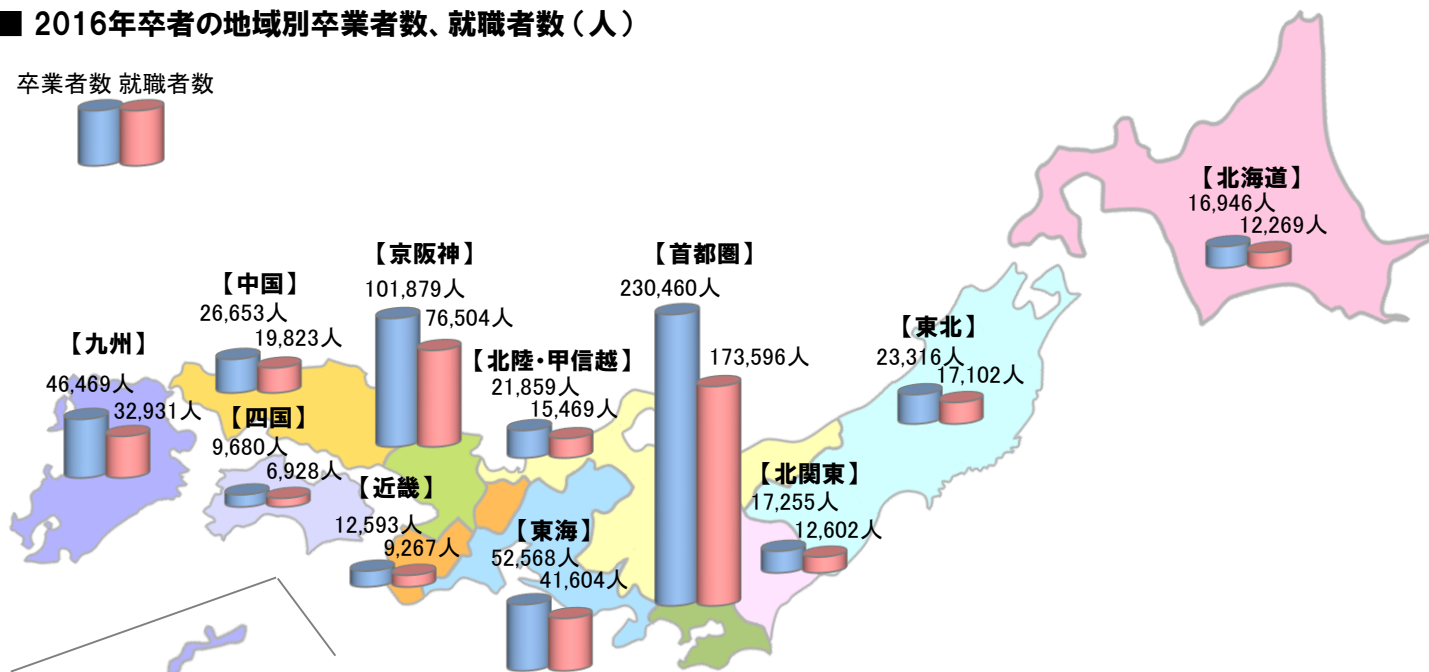 ■ 2016年卒者の地域別卒業者数、就職者数（人）
卒業者数 就職者数
【北海道】
16,946人
12,269人
【京阪神】
101,879人
76,504人
【首都圏】
230,460人
173,596人
【中国】
26,653人
19,823人
【東北】
23,316人
17,102人
【九州】
46,469人
32,931人
【北陸・甲信越】
21,859人
15,469人
【四国】
9,680人
6,928人
【北関東】
17,255人
12,602人
【近畿】
12,593人
9,267人
【東海】
52,568人
41,604人